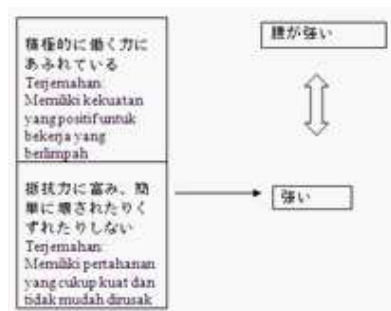 積極的に働く力に
あふれている
Terjemahan:
Memiliki kekuatan
yang positif untuk
bekerja yang
berlimpah
抵抗力に富み、簡
単に壊されたりく
ずれたりしない
Terjemahan:
Memiliki pertahanan
yang cukup kuat dan
tidak mudah dirusak
腰が強い
強い